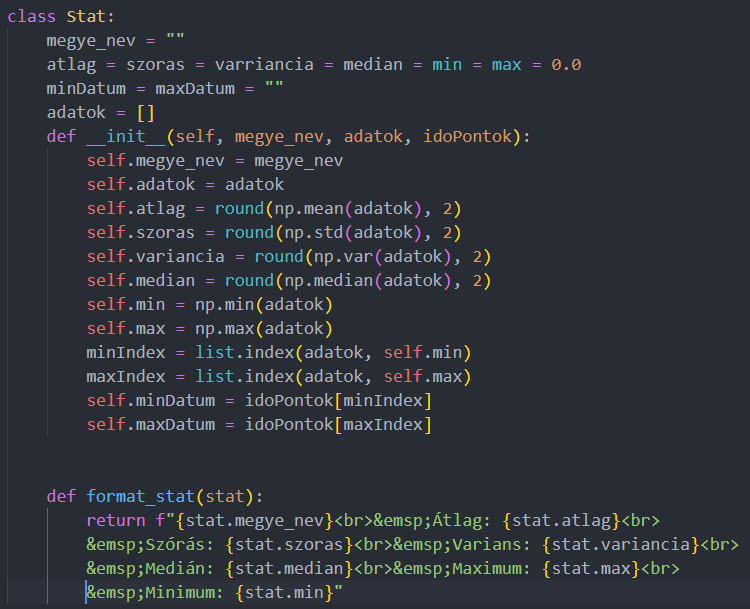 class Stat:
    megye_nev = ""
    atlag = szoras = varriancia = median = min = max = 0.0
    minDatum = maxDatum = ""
    adatok = []
    def __init__(self, megye_nev, adatok, idoPontok):
        self.megye_nev = megye_nev
        self.adatok = adatok
        self.atlag = round(np.mean(adatok), 2)
        self.szoras = round(np.std(adatok), 2)
        self.variancia = round(np.var(adatok), 2)
        self.median = round(np.median(adatok), 2)
        self.min = np.min(adatok)
        self.max = np.max(adatok)
        minIndex = list.index(adatok, self.min)
        maxIndex = list.index(adatok, self.max)
        self.minDatum = idoPontok[minIndex]
        self.maxDatum = idoPontok[maxIndex]
    def format_stat(stat):
        return f"{stat.megye_nev}<br>&emsp;Átlag: {stat.atlag}<br>
        &emsp;Szórás: {stat.szoras}<br>&emsp;Varians: {stat.variancia}<br>
        &emsp;Medián: {stat.median}<br>&emsp;Maximum: {stat.max}<br>
        &emsp;Minimum: {stat.min}"